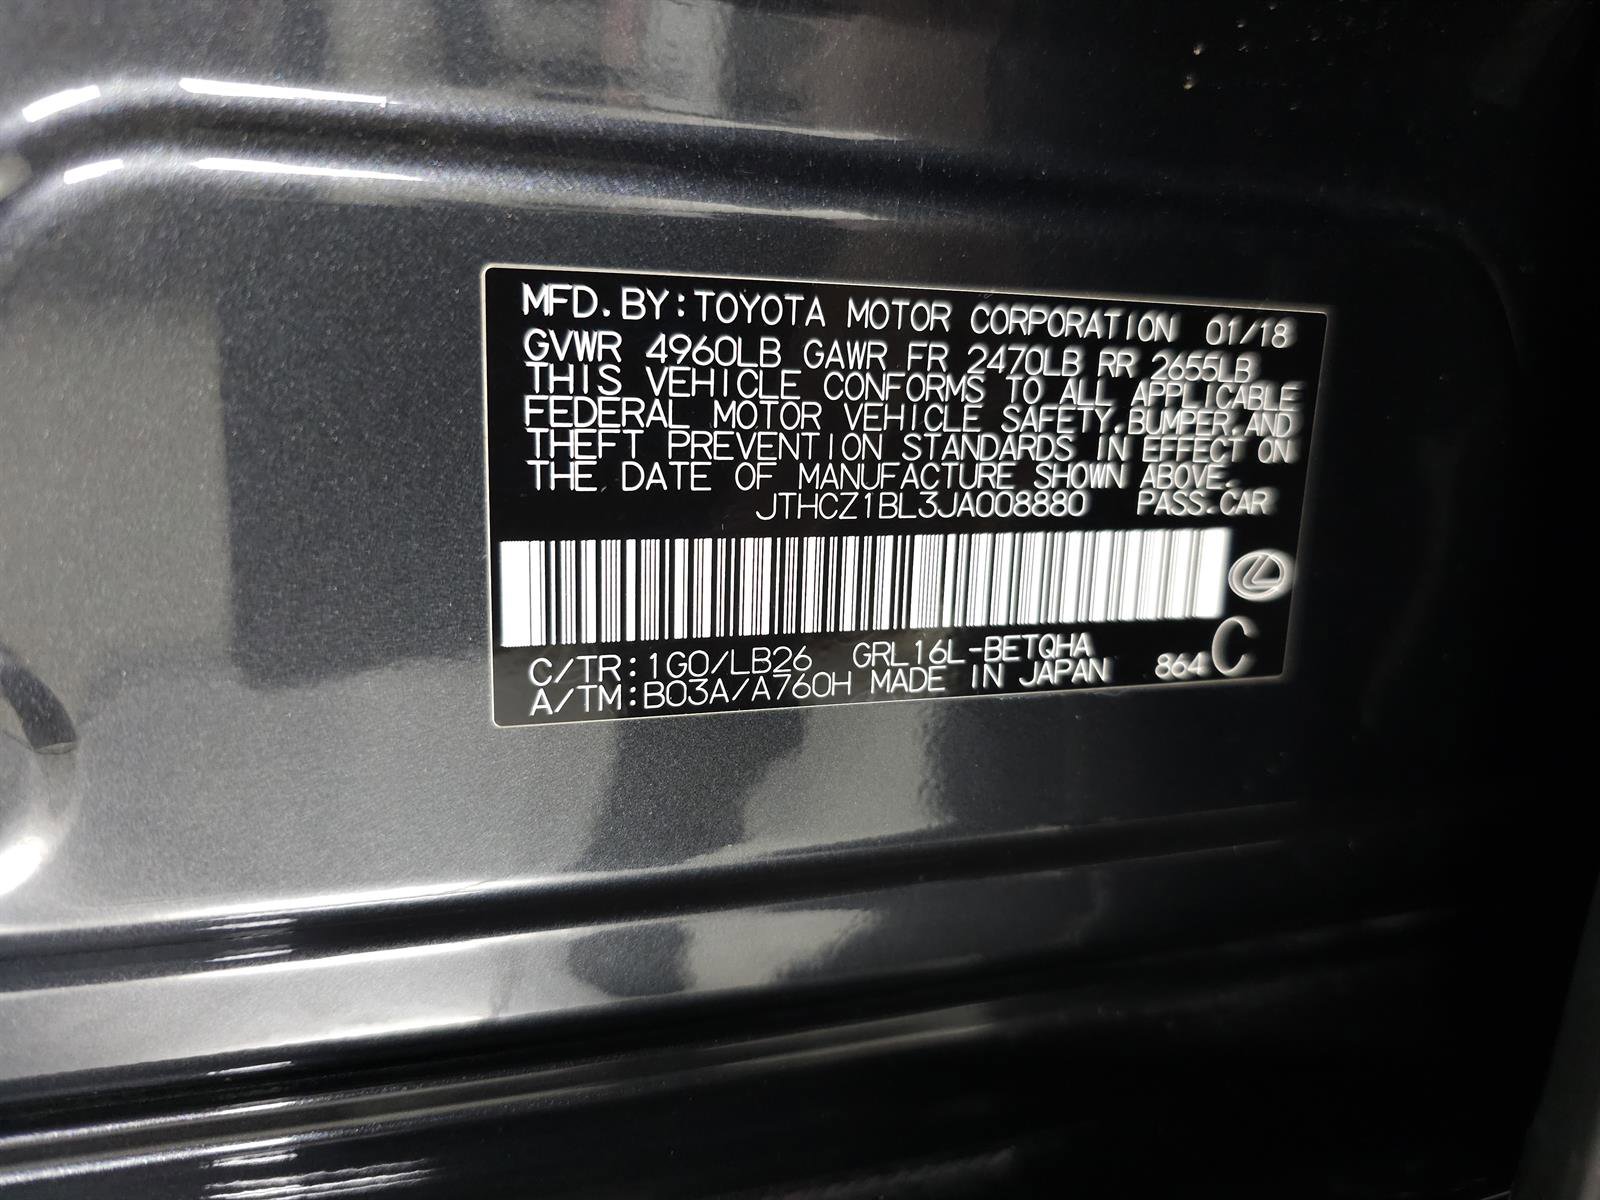 MFD. BY: TOYOTA MOTOR CORPORATION 01/18
GVWR 4960LB GAWR FR 2470LB RR 2655LB
THIS VEHICLE CONFORMS TO ALL APPLICABLE
FEDERAL MOTOR VEHICLE SAFETY, BUMPER, AND
THEFT PREVENTION STANDARDS IN EFFECT ON
THE DATE OF MANUFACTURE SHOWN ABOVE.
JTHCZ1BL3JA008880 PASS.CAR
C/TR: 1G0/LB26 GRL16L-BETQHA
A/TM: B03A/A760H MADE IN JAPAN 864 C